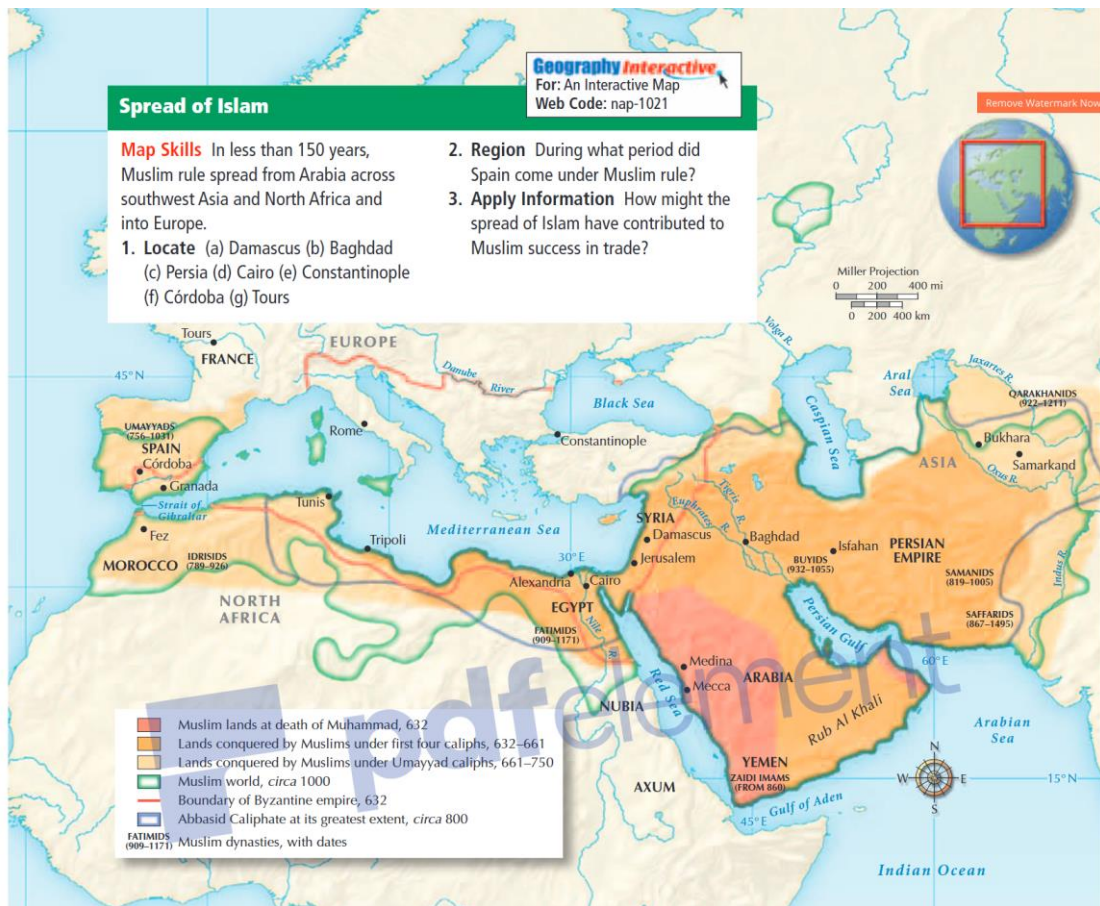 Geography Interactive
For: An Interactive Map
Web Code: nap-1021
Spread of Islam
Remove Watermark Now
Map Skills In less than 150 years,
Muslim rule spread from Arabia across
southwest Asia and North Africa and
into Europe.
1. Locate (a) Damascus (b) Baghdad
(c) Persia (d) Cairo (e) Constantinople
(f) Córdoba (g) Tours
2. Region During what period did
Spain come under Muslim rule?
3. Apply Information How might the
spread of Islam have contributed to
Muslim success in trade?
Miller Projection
0 200 400 mi
0 200 400 km
Tours
FRANCE
EUROPE
45°N
Danube
River
Volga R.
Aral
Sea
Jaxartes R.
QARAKHANIDS
(922–1211)
Black Sea
Caspian Sea
UMAYYADS
(756–1031)
SPAIN
Córdoba
Granada
Strait of
Gibraltar
Rome
Constantinople
Bukhara
ASIA
Samarkand
Oxus R.
Tunis
Fez
MOROCCO
IDRISIDS
(789–926)
Tripoli
Mediterranean Sea
SYRIA
Tigris R.
Euphrates R.
Damascus
Baghdad
Isfahan
PERSIAN
EMPIRE
BUYIDS
(932–1055)
SAMANIDS
(819–1005)
Indus R.
Jerusalem
30°E
Alexandria
Cairo
EGYPT
NORTH
AFRICA
FATIMIDS
(909–1171)
Nile R.
SAFFARIDS
(867–1495)
Persian Gulf
60°E
Medina
Mecca
ARABIA
Red Sea
NUBIA
Rub Al Khali
Arabian
Sea
YEMEN
ZAIDI IMAMS
(FROM 860)
AXUM
Gulf of Aden
45°E
15°N
N
W E
S
Indian Ocean
pdfelement
Muslim lands at death of Muhammad, 632
Lands conquered by Muslims under first four caliphs, 632–661
Lands conquered by Muslims under Umayyad caliphs, 661–750
Muslim world, circa 1000
Boundary of Byzantine empire, 632
Abbasid Caliphate at its greatest extent, circa 800
FATIMIDS
(909–1171)
Muslim dynasties, with dates